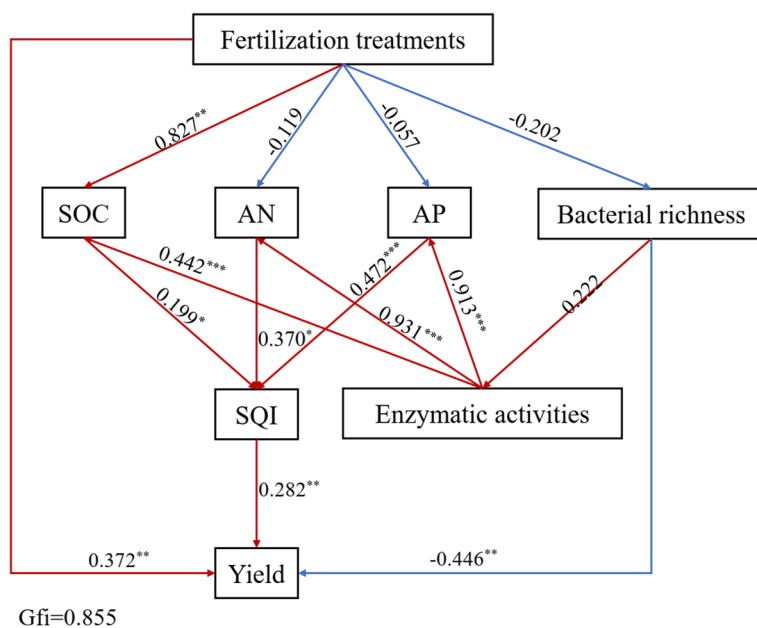 Fertilization treatments
0.827**
-0.119
-0.057
-0.202
SOC
AN
AP
Bacterial richness
0.442***
0.472***
0.199*
0.370*
0.931***
0.913***
0.222
SQI
Enzymatic activities
0.282**
0.372**
Yield
-0.446**
Gfi=0.855